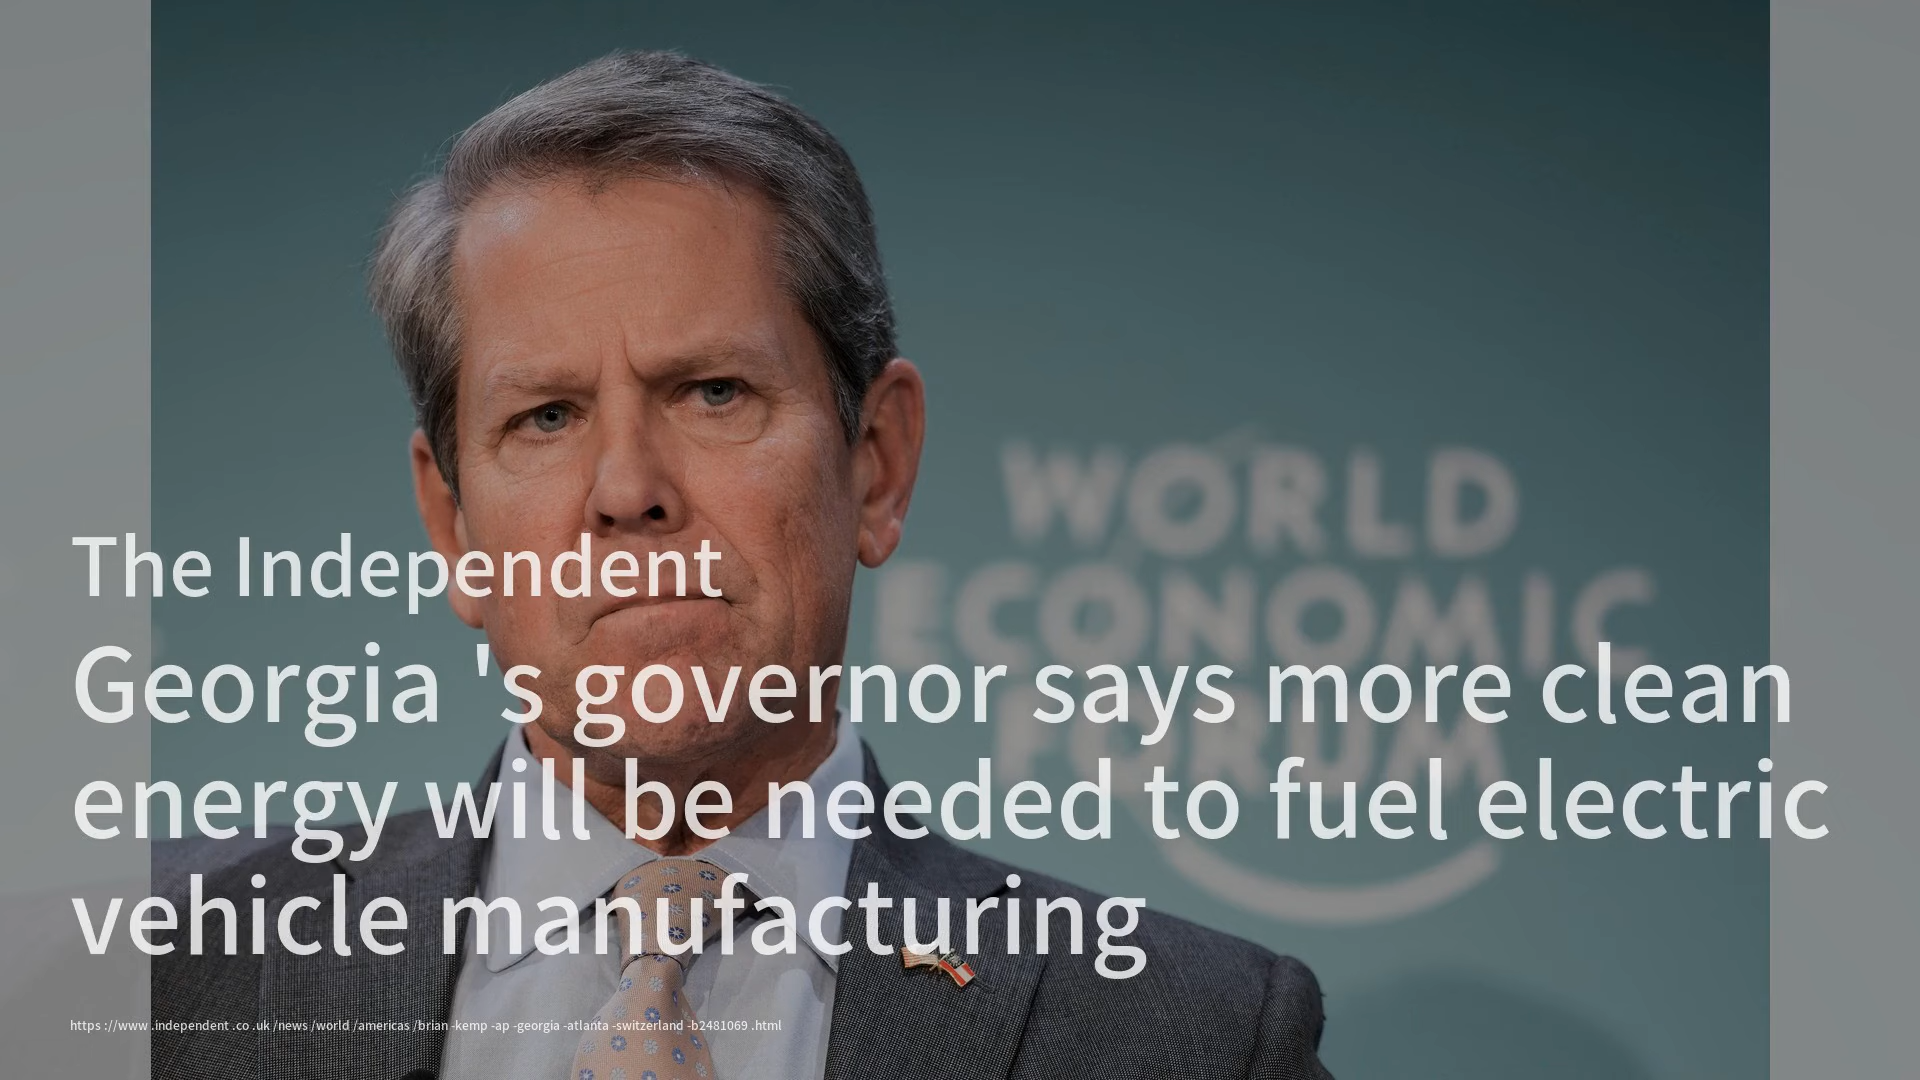 WORLD
ECONOMIC
FORUM
The Independent
Georgia 's governor says more clean
energy will be needed to fuel electric
vehicle manufacturing
https ://www .independent .co .uk /news /world /americas /brian -kemp -ap -georgia -atlanta -switzerland -b2481069 .html